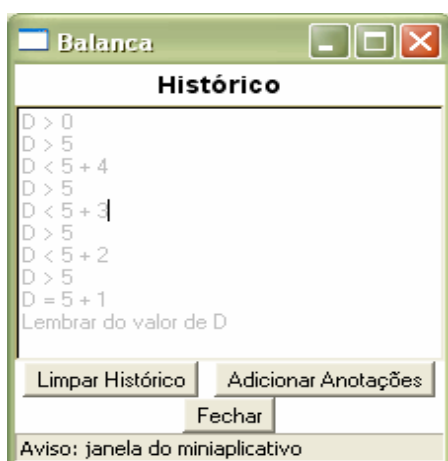 Balanca
Histórico
D > 0
D > 5
D < 5 + 4
D > 5
D < 5 + 3
D > 5
D < 5 + 2
D > 5
D = 5 + 1
Lembrar do valor de D
Limpar Histórico Adicionar Anotações
Fechar
Aviso: janela do miniaplicativo